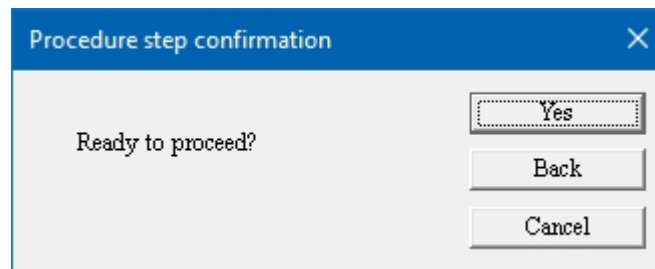 Procedure step confirmation
Ready to proceed?
Yes
Back
Cancel